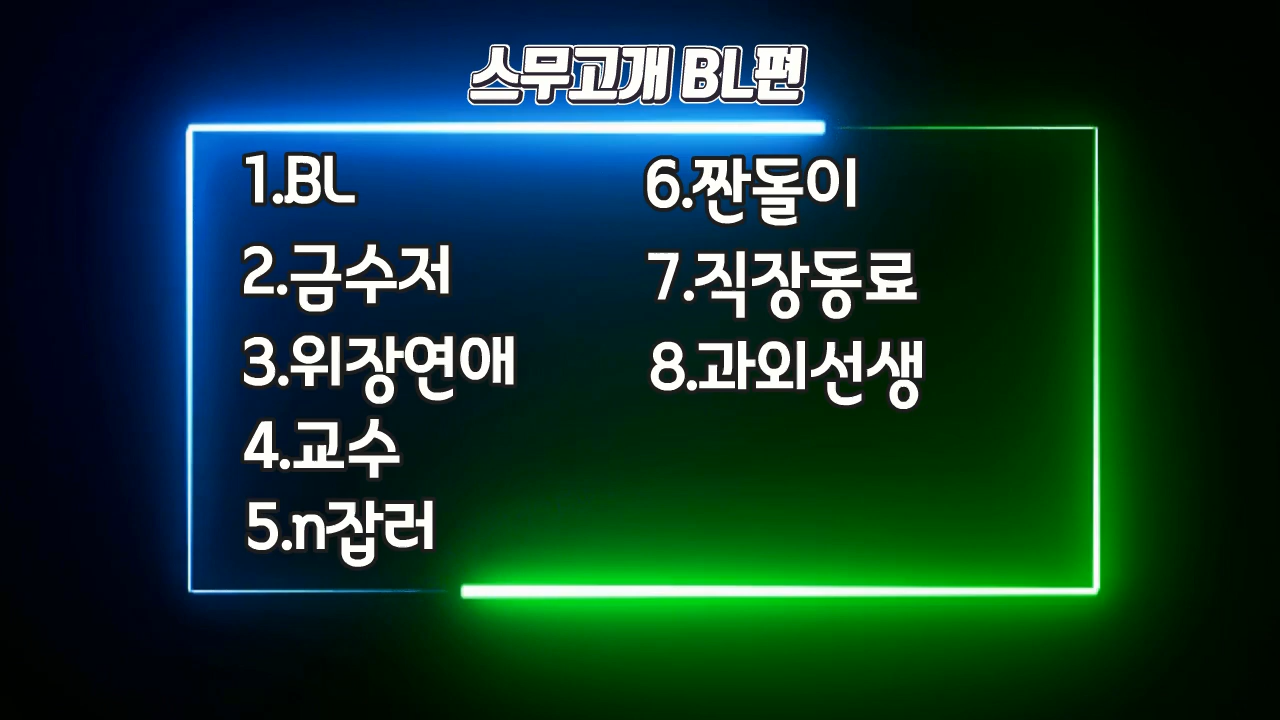 스무고개 BL편
1.BL
2.금수저
3.위장연애
4.교수
5.n잡러
6.짠돌이
7.직장동료
8.과외선생